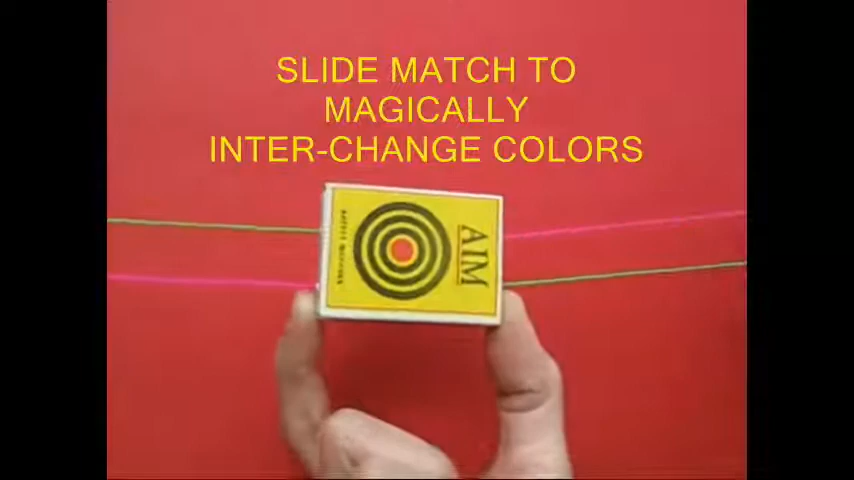 SLIDE MATCH TO
MAGICALLY
INTER-CHANGE COLORS
AIM